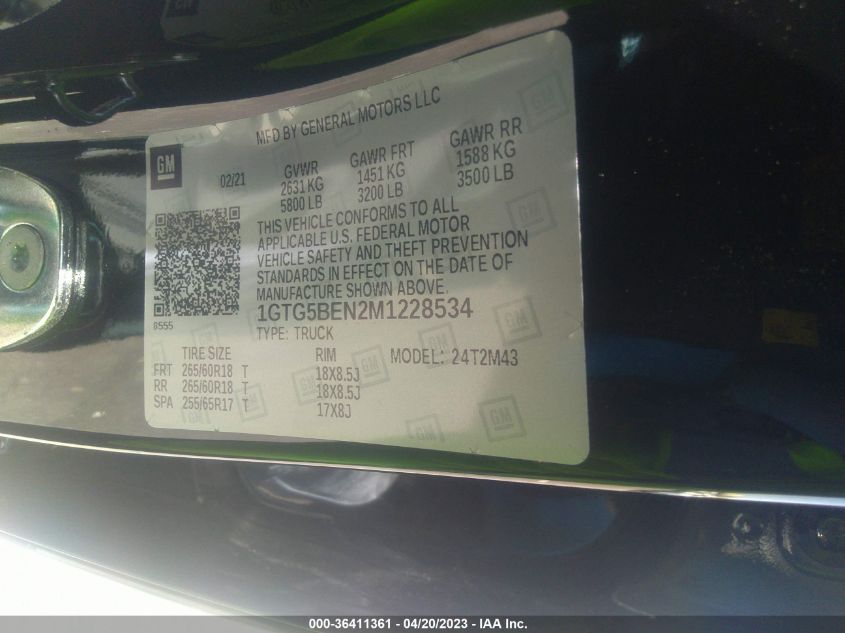 MFD BY GENERAL MOTORS LLC
GM
02/21
GVWR
2631 KG
5800 LB
GAWR FRT
1451 KG
3200 LB
GAWR RR
1588 KG
3500 LB
THIS VEHICLE CONFORMS TO ALL
APPLICABLE U.S. FEDERAL MOTOR
VEHICLE SAFETY AND THEFT PREVENTION
STANDARDS IN EFFECT ON THE DATE OF
MANUFACTURE SHOWN ABOVE.
8555
1GTG5BEN2M1228534
TYPE: TRUCK
TIRE SIZE RIM MODEL: 24T2M43
FRT 265/60R18 T 18X8.5J
RR 265/60R18 T 18X8.5J
SPA 255/65R17 T 17X8J
000-36411361 - 04/20/2023 - IAA Inc.